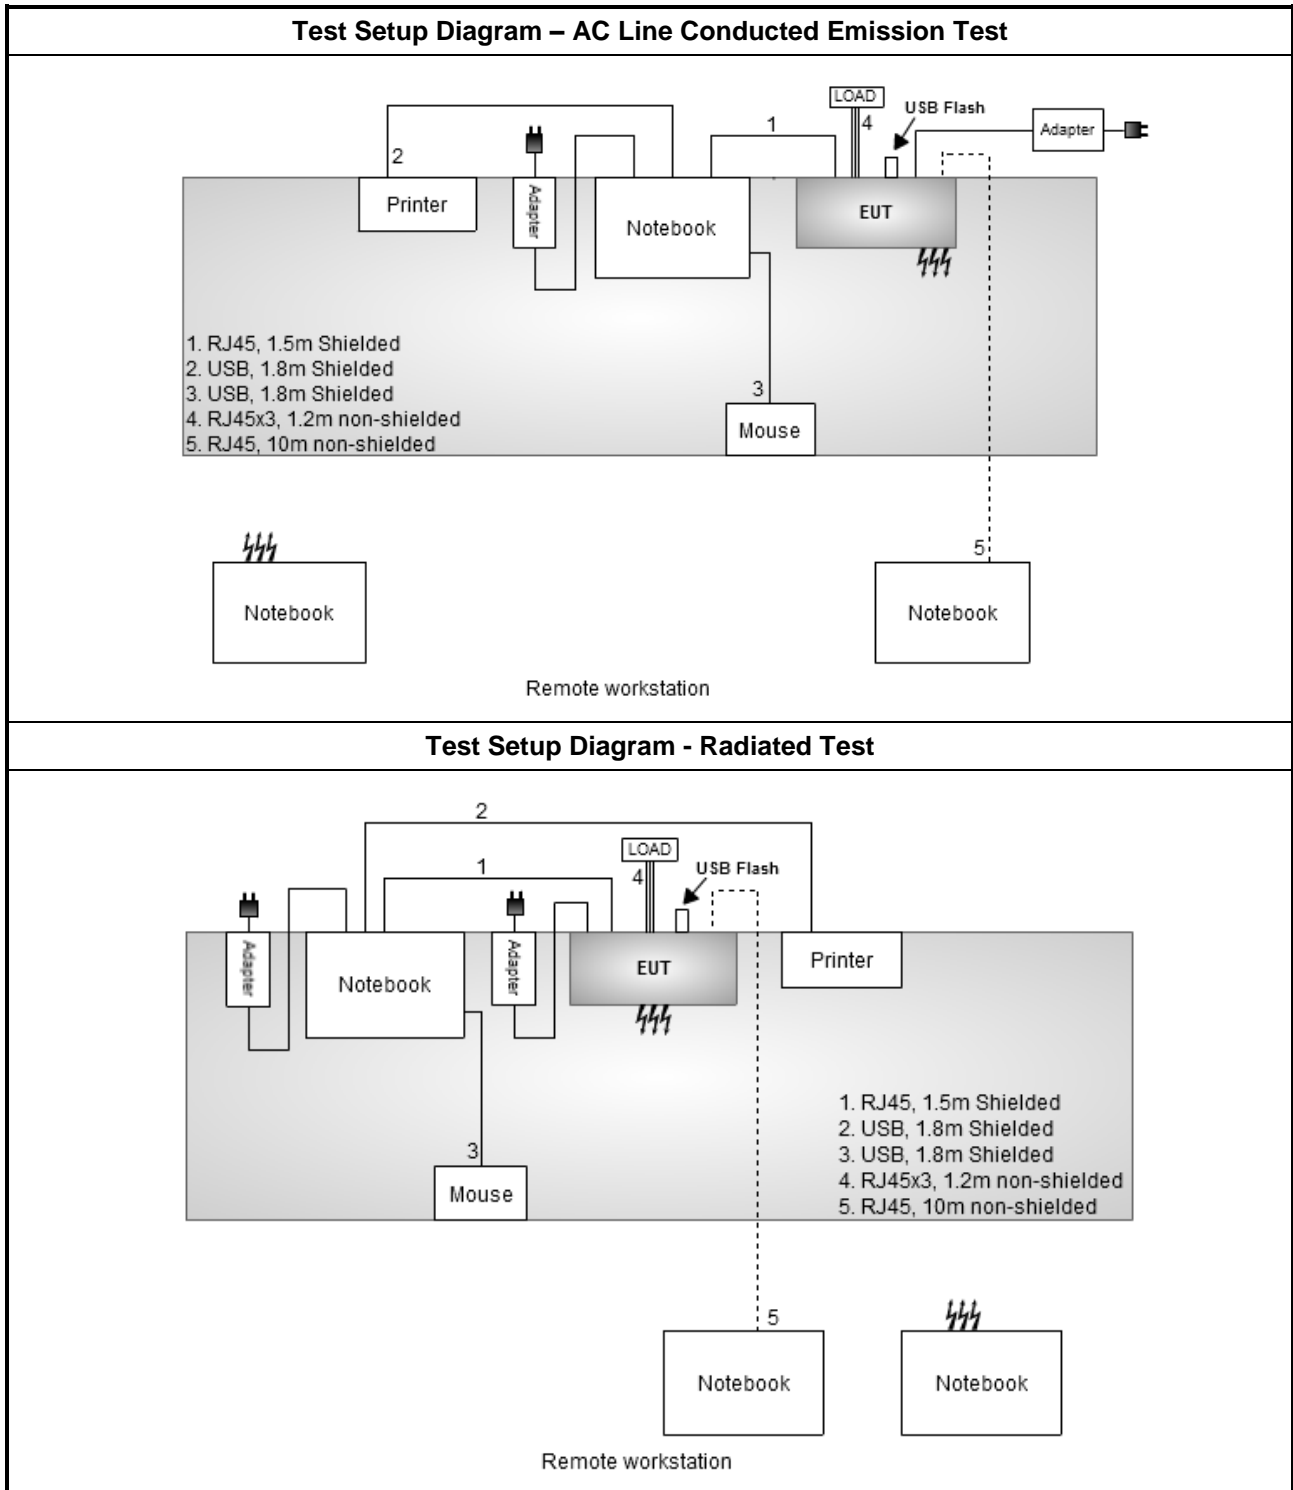 Test Setup Diagram – AC Line Conducted Emission Test
LOAD
USB Flash
1
4
Adapter
2
Printer
Adapter
Notebook
EUT
1. RJ45, 1.5m Shielded
2. USB, 1.8m Shielded
3. USB, 1.8m Shielded
4. RJ45x3, 1.2m non-shielded
5. RJ45, 10m non-shielded
3
Mouse
5
Notebook
Notebook
Remote workstation
Test Setup Diagram - Radiated Test
2
LOAD
1
4
USB Flash
Adapter
Notebook
Adapter
EUT
Printer
1. RJ45, 1.5m Shielded
2. USB, 1.8m Shielded
3. USB, 1.8m Shielded
4. RJ45x3, 1.2m non-shielded
5. RJ45, 10m non-shielded
3
Mouse
5
Notebook
Notebook
Remote workstation